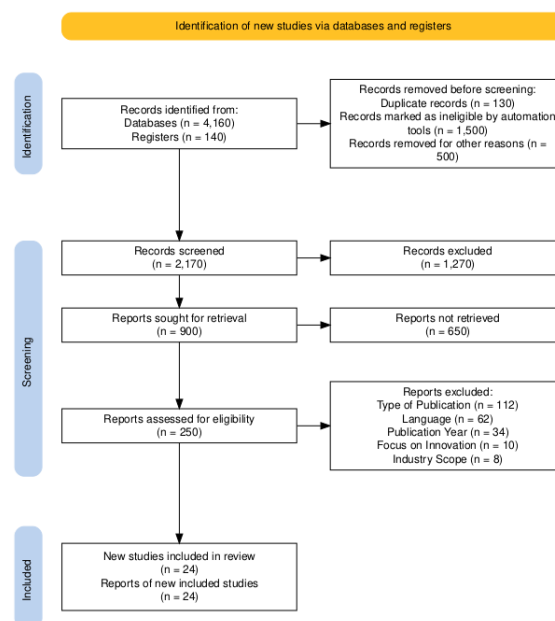 Identification of new studies via databases and registers
Identification
Records identified from:
Databases (n = 4,160)
Registers (n = 140)
Records removed before screening:
Duplicate records (n = 130)
Records marked as ineligible by automation
tools (n = 1,500)
Records removed for other reasons (n =
500)
Screening
Records screened
(n = 2,170)
Records excluded
(n = 1,270)
Reports sought for retrieval
(n = 900)
Reports not retrieved
(n = 650)
Reports assessed for eligibility
(n = 250)
Reports excluded:
Type of Publication (n = 112)
Language (n = 62)
Publication Year (n = 34)
Focus on Innovation (n = 10)
Industry Scope (n = 8)
Included
New studies included in review
(n = 24)
Reports of new included studies
(n = 24)